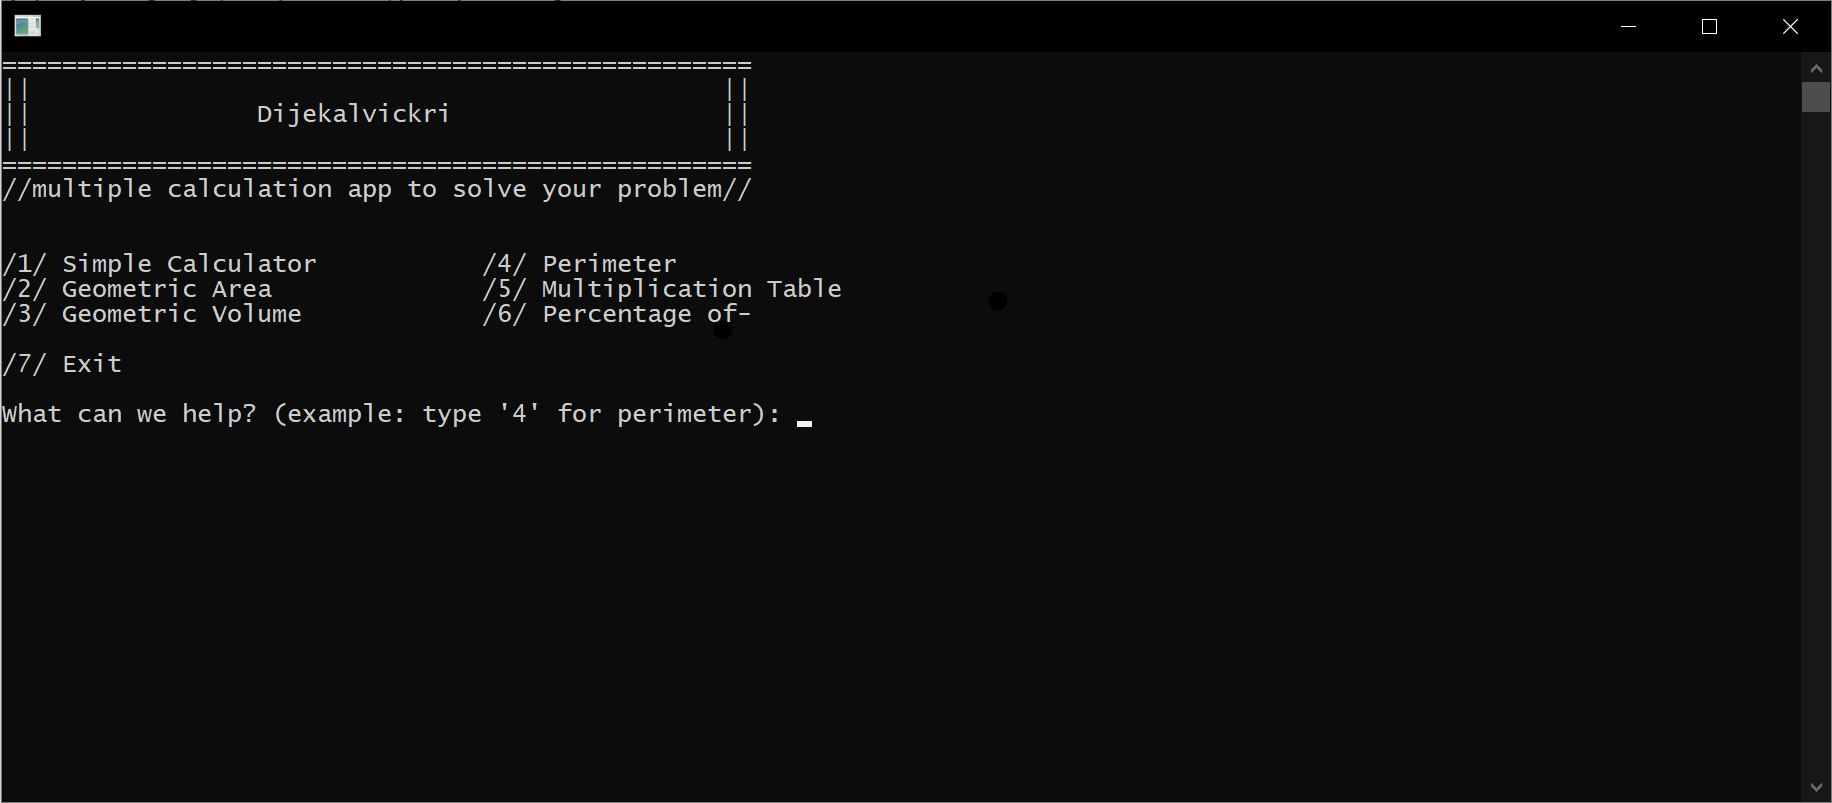 ==================================================
||                                              ||
||               Dijekalvickri                  ||
||                                              ||
==================================================
//multiple calculation app to solve your problem//
/1/ Simple Calculator           /4/ Perimeter
/2/ Geometric Area              /5/ Multiplication Table
/3/ Geometric Volume            /6/ Percentage of-
/7/ Exit
What can we help? (example: type '4' for perimeter):